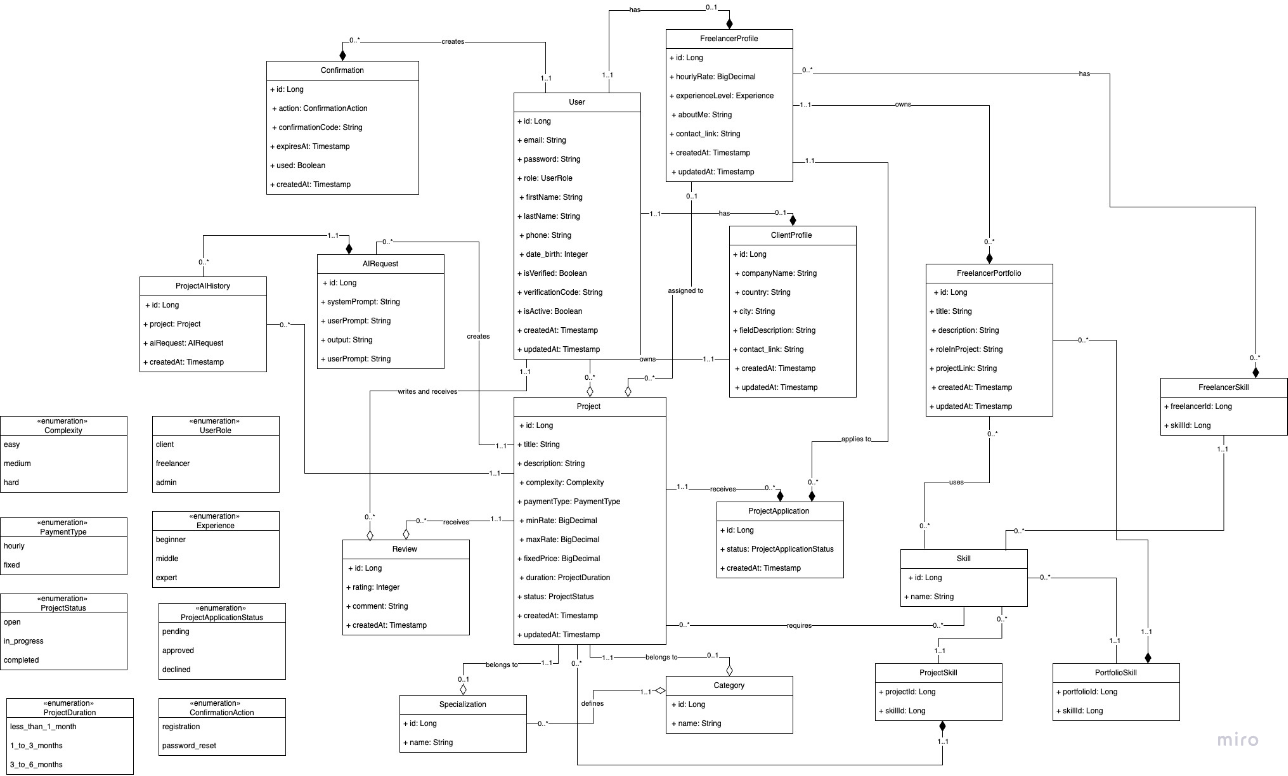 has
0..1
0..*
creates
1..1
1..1
FreelancerProfile
+ id: Long
+ hourlyRate: BigDecimal
+ experienceLevel: Experience
+ aboutMe: String
+ contact_link: String
+ createdAt: Timestamp
+ updatedAt: Timestamp
0..*
has
1..1
owns
1..1
0..1
Confirmation
+ id: Long
+ action: ConfirmationAction
+ confirmationCode: String
+ expiresAt: Timestamp
+ used: Boolean
+ createdAt: Timestamp
User
+ id: Long
+ email: String
+ password: String
+ role: UserRole
+ firstName: String
+ lastName: String
+ phone: String
+ date_birth: Integer
+ isVerified: Boolean
+ verificationCode: String
+ isActive: Boolean
+ createdAt: Timestamp
+ updatedAt: Timestamp
1..1
has
0..1
ClientProfile
+ id: Long
+ companyName: String
+ country: String
+ city: String
+ fieldDescription: String
+ contact_link: String
+ createdAt: Timestamp
+ updatedAt: Timestamp
0..*
FreelancerPortfolio
+ id: Long
+ title: String
+ description: String
+ roleInProject: String
+ projectLink: String
+ createdAt: Timestamp
+ updatedAt: Timestamp
0..*
0..*
1..1
0..*
0..*
AIRequest
+ id: Long
+ systemPrompt: String
+ userPrompt: String
+ output: String
+ userPrompt: String
ProjectAIHistory
+ id: Long
+ project: Project
+ aiRequest: AIRequest
+ createdAt: Timestamp
0..*
creates
assigned to
owns
1..1
1..1
0..*
0..*
writes and receives
0..*
FreelancerSkill
+ freelancerId: Long
+ skillId: Long
1..1
Project
+ id: Long
+ title: String
+ description: String
+ complexity: Complexity
+ paymentType: PaymentType
+ minRate: BigDecimal
+ maxRate: BigDecimal
+ fixedPrice: BigDecimal
+ duration: ProjectDuration
+ status: ProjectStatus
+ createdAt: Timestamp
+ updatedAt: Timestamp
1..1
1..1
applies to
1..1
receives
0..*
0..*
uses
0..*
0..*
ProjectApplication
+ id: Long
+ status: ProjectApplicationStatus
+ createdAt: Timestamp
0..*
0..*
receives
1..1
Review
+ id: Long
+ rating: Integer
+ comment: String
+ createdAt: Timestamp
Skill
+ id: Long
+ name: String
0..*
0..*
requires
0..*
0..*
1..1
1..1
1..1
«enumeration»
Complexity
easy
medium
hard
«enumeration»
UserRole
client
freelancer
admin
«enumeration»
PaymentType
hourly
fixed
«enumeration»
Experience
beginner
middle
expert
«enumeration»
ProjectStatus
open
in_progress
completed
«enumeration»
ProjectApplicationStatus
pending
approved
declined
«enumeration»
ProjectDuration
less_than_1_month
1_to_3_months
3_to_6_months
«enumeration»
ConfirmationAction
registration
password_reset
belongs to
1..1
0..*
1..1
belongs to
0..1
0..1
Specialization
+ id: Long
+ name: String
0..*
defines
1..1
Category
+ id: Long
+ name: String
ProjectSkill
+ projectId: Long
+ skillId: Long
1..1
PortfolioSkill
+ portfolioId: Long
+ skillId: Long
miro